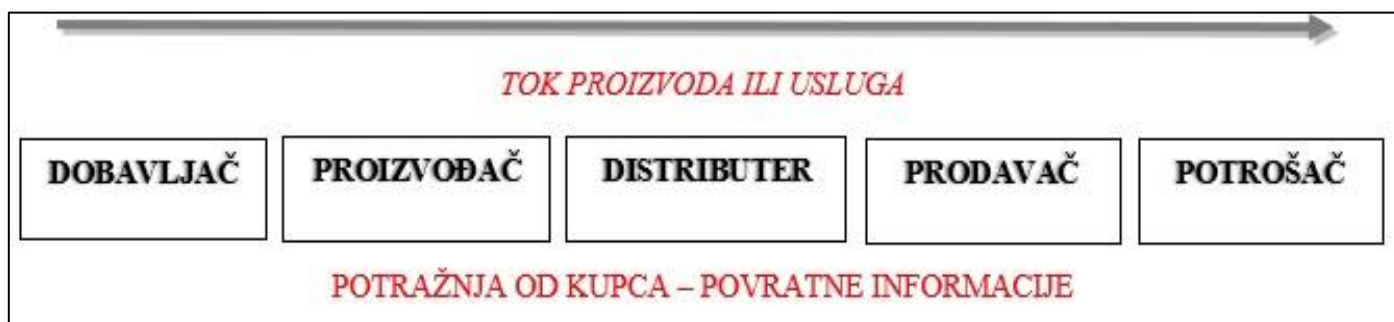 TOK PROIZVODA ILI USLUGA
DOBAVLJAČ PROIZVOĐAČ DISTRIBUTER PRODAVAČ POTROŠAČ
POTRAŽNJA OD KUPCA – POVRATNE INFORMACIJE